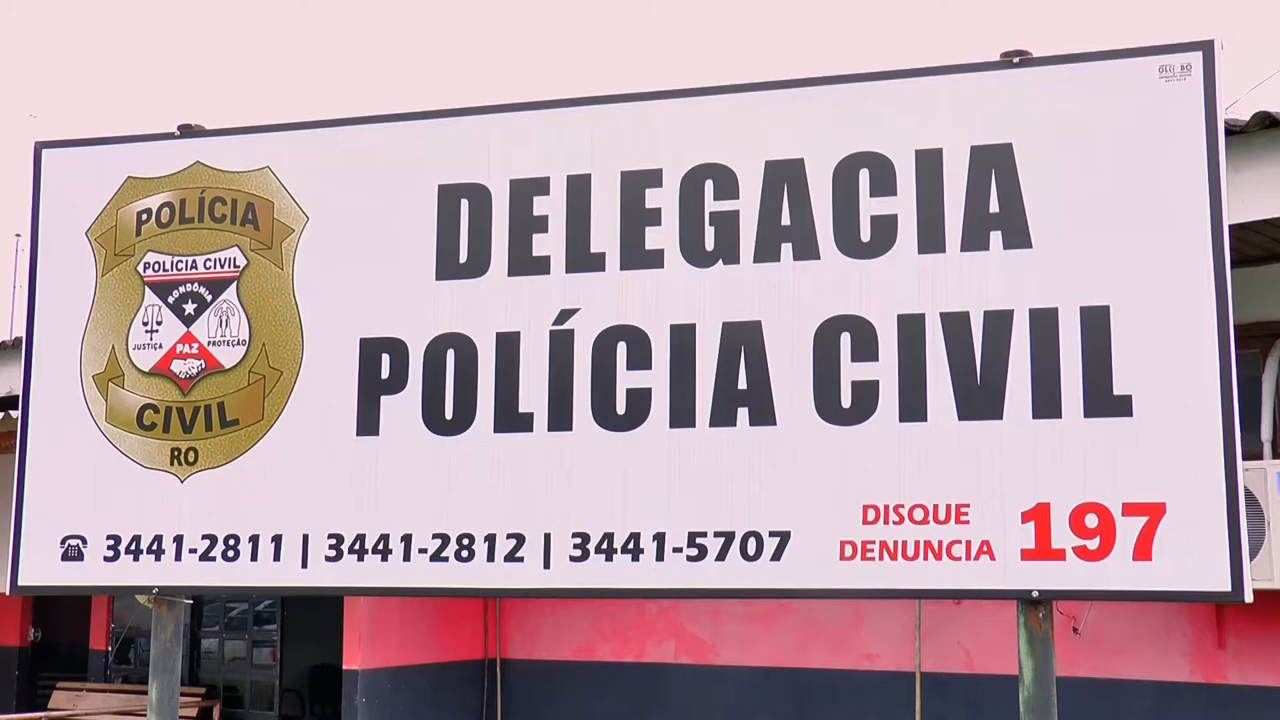 POLÍCIA
POLÍCIA CIVIL
RONDÔNIA
JUSTIÇA
PAZ
PROTEÇÃO
CIVIL
RO
DELEGACIA
POLÍCIA CIVIL
3441-2811 | 3441-2812 | 3441-5707
DISQUE
DENUNCIA 197